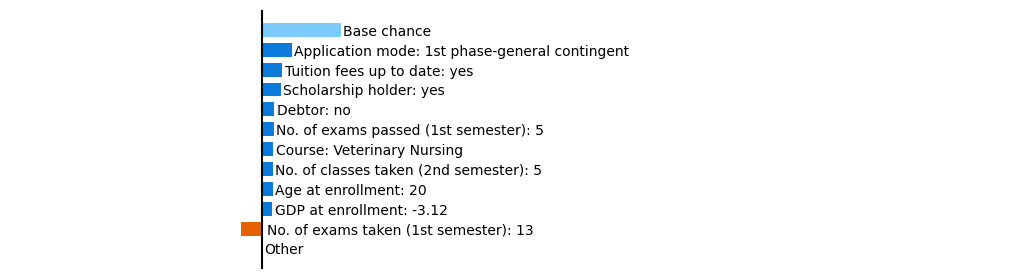 Base chance
Application mode: 1st phase-general contingent
Tuition fees up to date: yes
Scholarship holder: yes
Debtor: no
No. of exams passed (1st semester): 5
Course: Veterinary Nursing
No. of classes taken (2nd semester): 5
Age at enrollment: 20
GDP at enrollment: -3.12
No. of exams taken (1st semester): 13
Other